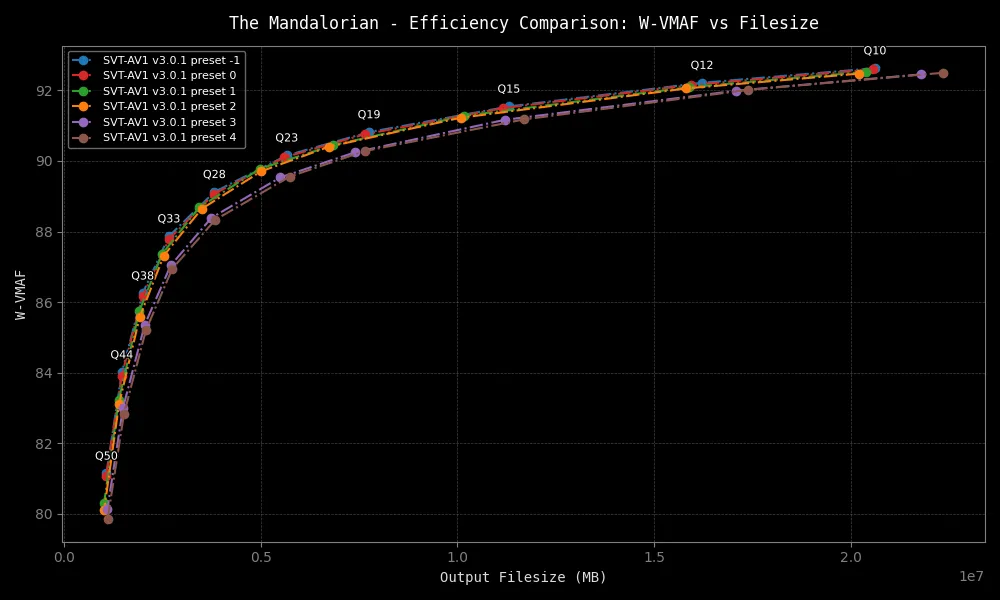 The Mandalorian - Efficiency Comparison: W-VMAF vs Filesize
SVT-AV1 v3.0.1 preset -1
SVT-AV1 v3.0.1 preset 0
SVT-AV1 v3.0.1 preset 1
SVT-AV1 v3.0.1 preset 2
SVT-AV1 v3.0.1 preset 3
SVT-AV1 v3.0.1 preset 4
Q10
Q12
Q15
Q19
Q23
Q28
Q33
Q38
Q44
Q50
W-VMAF
92
90
88
86
84
82
80
0.0
0.5
1.0
1.5
2.0
1e7
Output Filesize (MB)